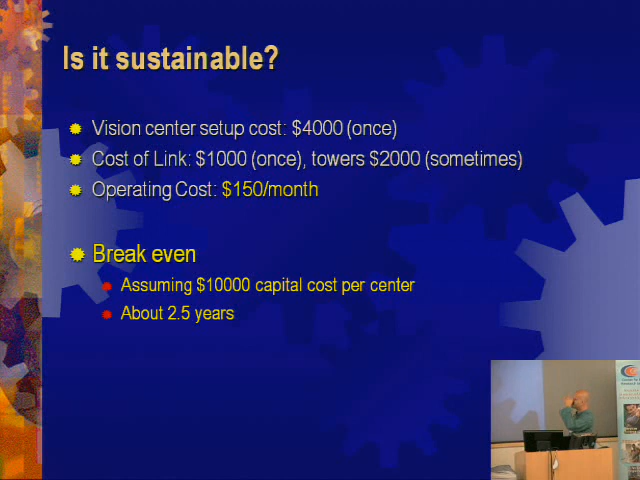 Is it sustainable?
Vision center setup cost: $4000 (once)
Cost of Link: $1000 (once), towers $2000 (sometimes)
Operating Cost: $150/month
Break even
Assuming $10000 capital cost per center
About 2.5 years